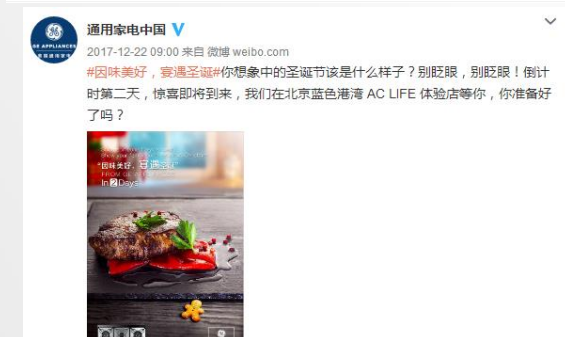 通用家电中国
2017-12-22 09:00 来自 微博 weibo.com
#因味美好，宴遇圣诞#你想象中的圣诞节该是什么样子？别眨眼，别眨眼！倒计
时第二天，惊喜即将到来，我们在北京蓝色港湾 AC LIFE 体验店等你，你准备好
了吗？
GE APPLIANCES
"因味美好，宴遇圣诞"
In 2 Days